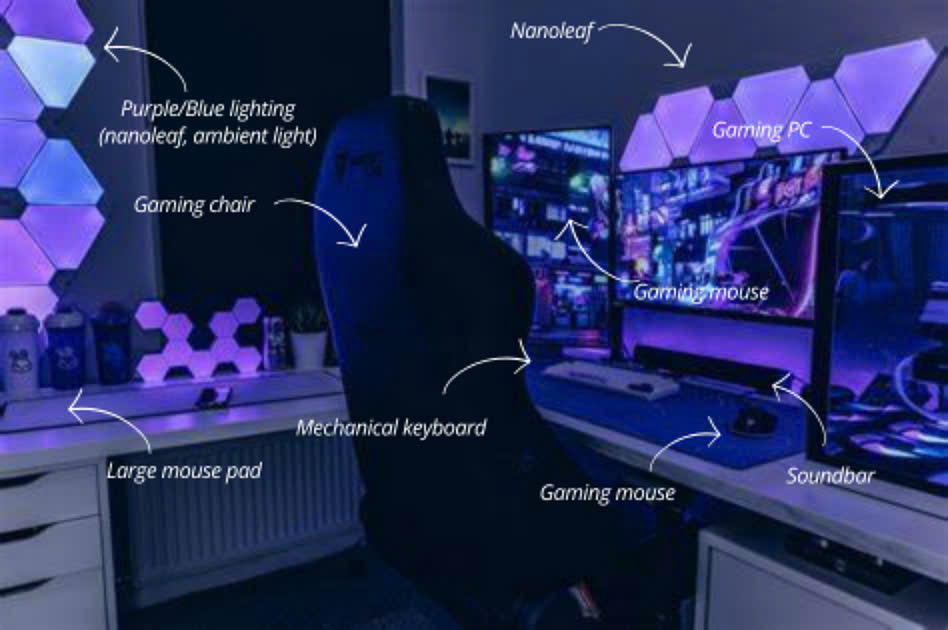 Nanoleaf
Purple/Blue lighting
(nanoleaf, ambient light)
Gaming PC
Gaming chair
Gaming mouse
Mechanical keyboard
Large mouse pad
Gaming mouse
Soundbar